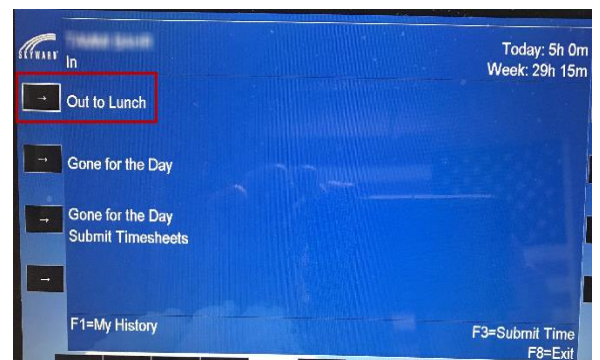 SKYWARD
In
Today: 5h 0m
Week: 29h 15m
→ Out to Lunch
→ Gone for the Day
→ Gone for the Day
Submit Timesheets
→
F1=My History
F3=Submit Time
F8=Exit